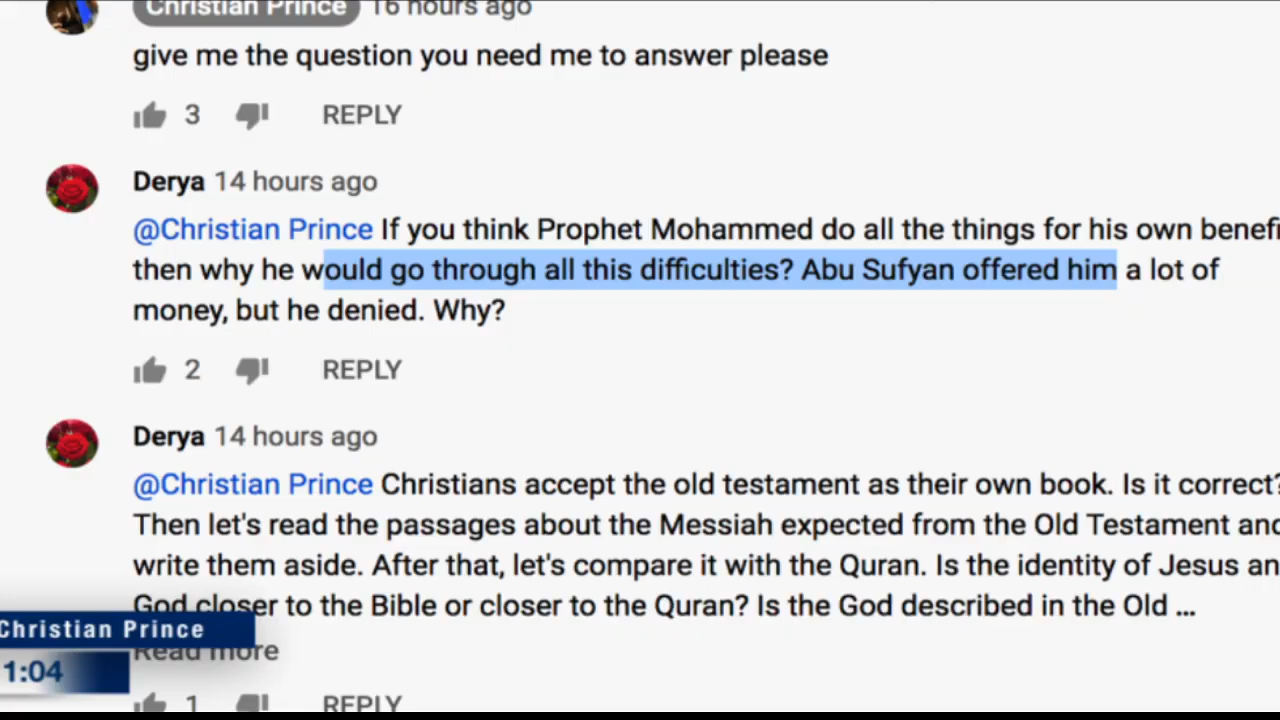 Christian Prince 16 hours ago
give me the question you need me to answer please
3 REPLY
Derya 14 hours ago
@Christian Prince If you think Prophet Mohammed do all the things for his own benefi
then why he would go through all this difficulties? Abu Sufyan offered him a lot of
money, but he denied. Why?
2 REPLY
Derya 14 hours ago
@Christian Prince Christians accept the old testament as their own book. Is it correct?
Then let's read the passages about the Messiah expected from the Old Testament and
write them aside. After that, let's compare it with the Quran. Is the identity of Jesus an
God closer to the Bible or closer to the Quran? Is the God described in the Old ...
Christian Prince
Read more
1:04
1 REPLY